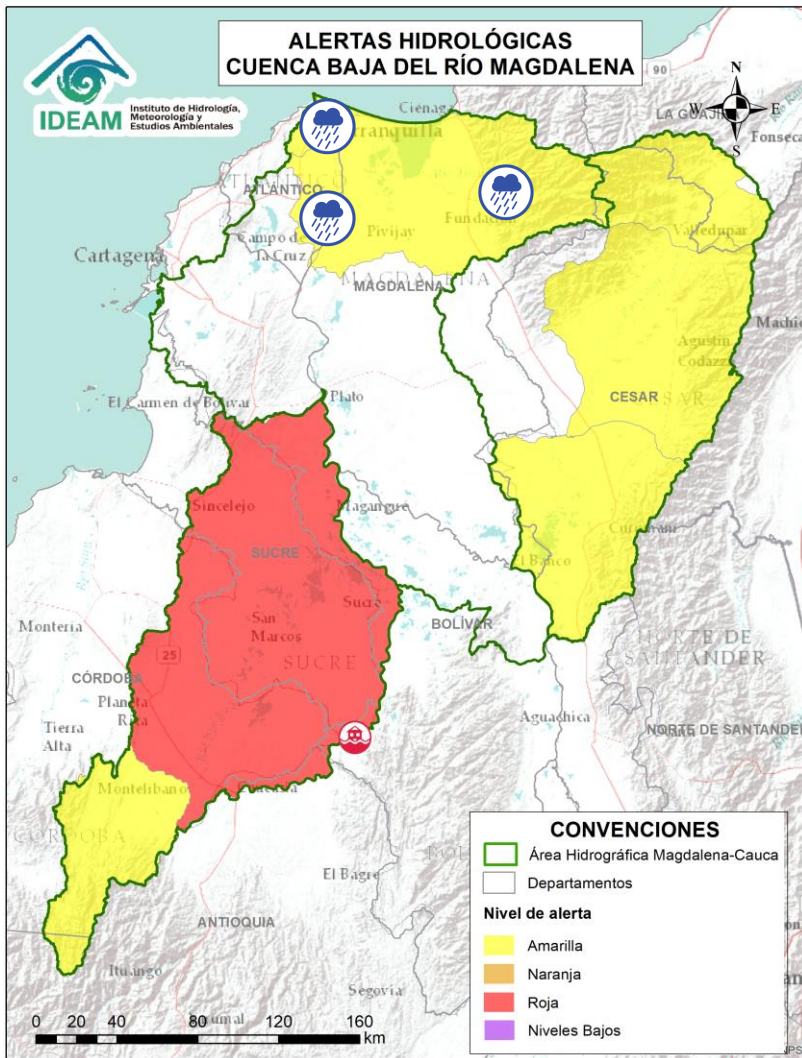 ALERTAS HIDROLÓGICAS
CUENCA BAJA DEL RÍO MAGDALENA
IDEAM
Instituto de Hidrología,
Meteorología y
Estudios Ambientales
N
W
E
S
90
Ciénaga
LA GUAJIRA
Fonseca
rranquilla
ATLÁNTICO
Cartagena
Campo de
la Cruz
Pivijay
Fundación
Valledupar
MAGDALENA
MAGDALENA
Agustín
Codazzi
CESAR
El Carmen de Bolívar
Plato
Sincelejo
Magangué
SUCRE
Curumaní
El Banco
San
Marcos
Sucre
BOLÍVAR
SUCRE
Montería
25
CÓRDOBA
Planeta
Rica
Tierra
Alta
NORTE DE
SANTANDER
Aguachica
NORTE DE SANTANDER
Montelíbano
CÓRDOBA
El Bagre
ANTIOQUIA
Ituango
Segovia
CONVENCIONES
Área Hidrográfica Magdalena-Cauca
Departamentos
Nivel de alerta
Amarilla
Naranja
Roja
Niveles Bajos
0 20 40 80 120 160
km